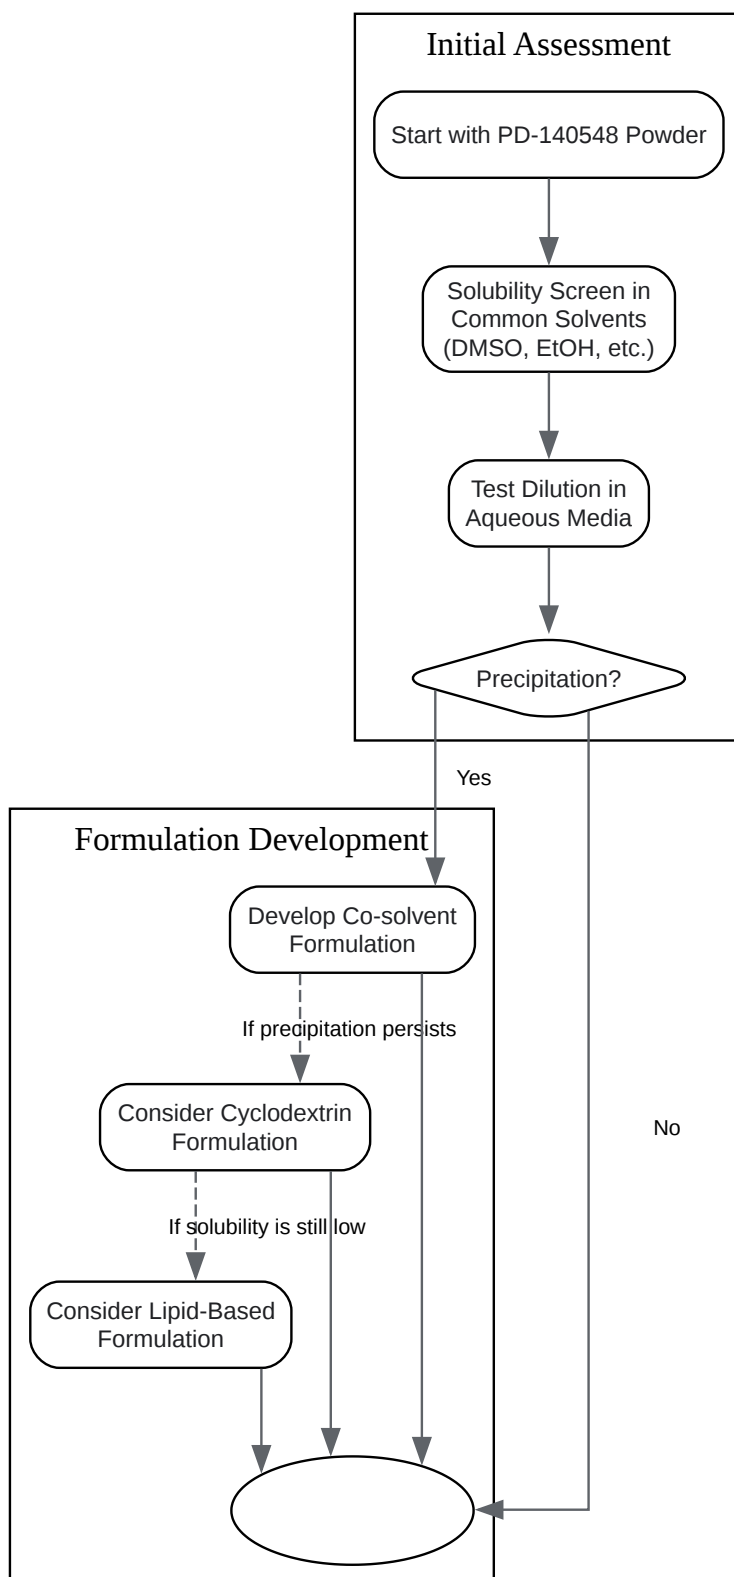 Initial Assessment
Start with PD-140548 Powder
Solubility Screen in
Common Solvents
(DMSO, EtOH, etc.)
Test Dilution in
Aqueous Media
Precipitation?
Yes
Formulation Development
Develop Co-solvent
Formulation
If precipitation persists
Consider Cyclodextrin
Formulation
No
If solubility is still low
Consider Lipid-Based
Formulation